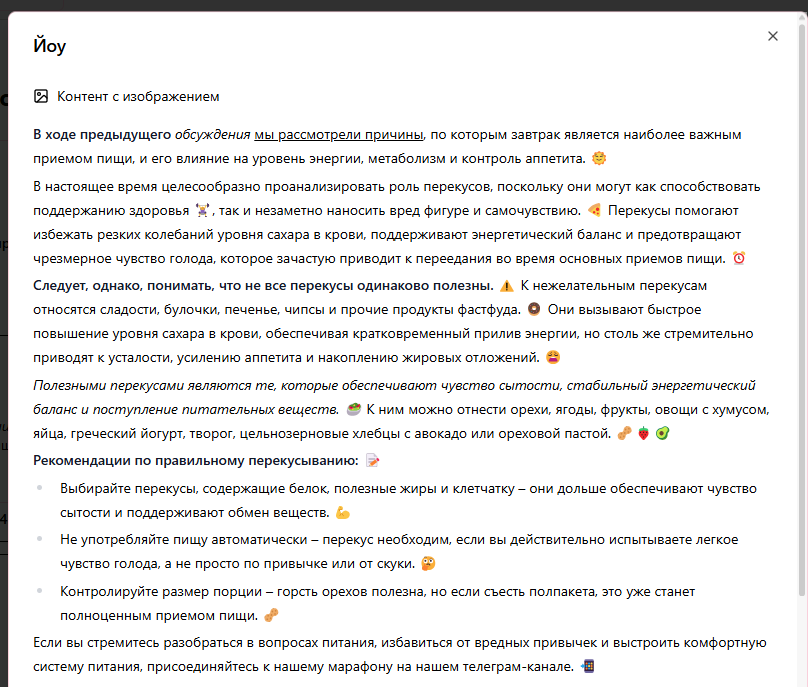 Йоу
Контент с изображением
В ходе предыдущего обсуждения мы рассмотрели причины, по которым завтрак является наиболее важным
приемом пищи, и его влияние на уровень энергии, метаболизм и контроль аппетита. 🌞
В настоящее время целесообразно проанализировать роль перекусов, поскольку они могут как способствовать
поддержанию здоровья 🏋️‍♀️, так и незаметно наносить вред фигуре и самочувствию. 🍕 Перекусы помогают
избежать резких колебаний уровня сахара в крови, поддерживают энергетический баланс и предотвращают
чрезмерное чувство голода, которое зачастую приводит к переедания во время основных приемов пищи. ⏰
Следует, однако, понимать, что не все перекусы одинаково полезны. ⚠️ К нежелательным перекусам
относятся сладости, булочки, печенье, чипсы и прочие продукты фастфуда. 🍩 Они вызывают быстрое
повышение уровня сахара в крови, обеспечивая кратковременный прилив энергии, но столь же стремительно
приводят к усталости, усилению аппетита и накоплению жировых отложений. 😩
Полезными перекусами являются те, которые обеспечивают чувство сытости, стабильный энергетический
баланс и поступление питательных веществ. 🥗 К ним можно отнести орехи, ягоды, фрукты, овощи с хумусом,
яйца, греческий йогурт, творог, цельнозерновые хлебцы с авокадо или ореховой пастой. 🥜 🍓 🥑
Рекомендации по правильному перекусыванию: 📝
Выбирайте перекусы, содержащие белок, полезные жиры и клетчатку – они дольше обеспечивают чувство
сытости и поддерживают обмен веществ. 💪
Не употребляйте пищу автоматически – перекус необходим, если вы действительно испытываете легкое
чувство голода, а не просто по привычке или от скуки. 🤔
Контролируйте размер порции – горсть орехов полезна, но если съесть полпакета, это уже станет
полноценным приемом пищи. 🥜
Если вы стремитесь разобраться в вопросах питания, избавиться от вредных привычек и выстроить комфортную
систему питания, присоединяйтесь к нашему марафону на нашем телеграм-канале. 📲